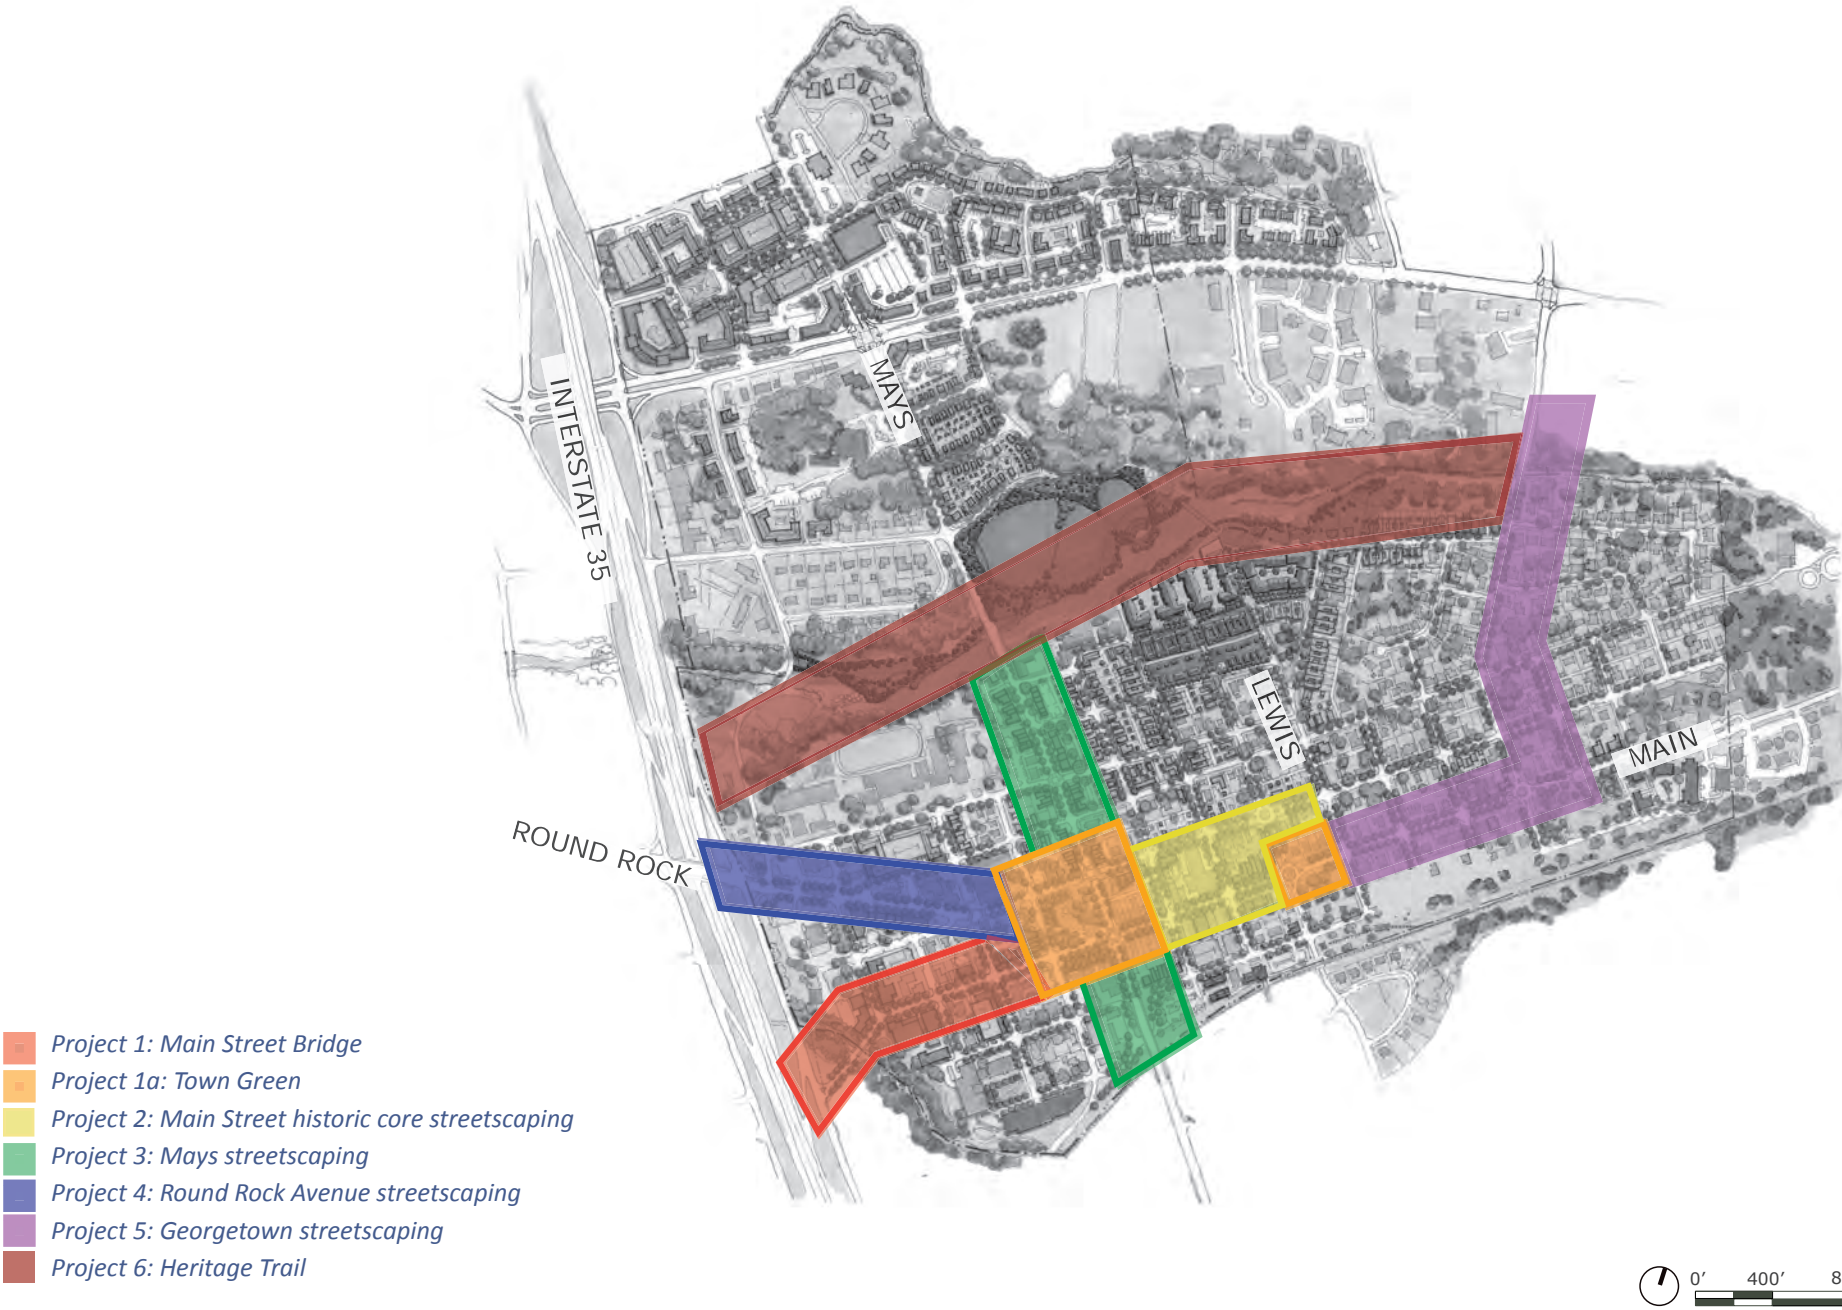 MAYS
INTERSTATE 35
LEWIS
MAIN
ROUND ROCK
Project 1: Main Street Bridge
Project 1a: Town Green
Project 2: Main Street historic core streetscaping
Project 3: Mays streetscaping
Project 4: Round Rock Avenue streetscaping
Project 5: Georgetown streetscaping
Project 6: Heritage Trail
0’ 400’ 8